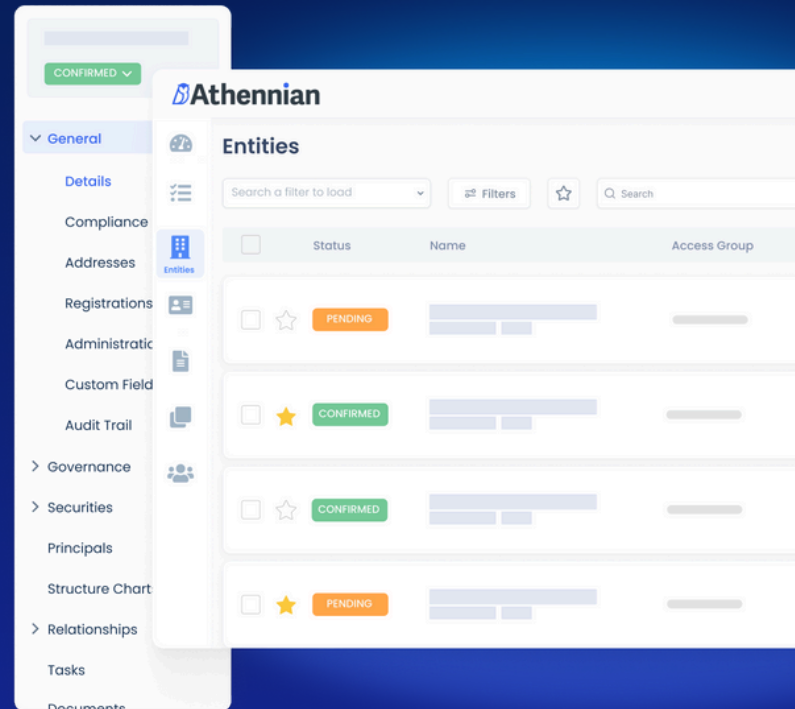 CONFIRMED
General
Details
Compliance
Addresses
Registrations
Administratio
Custom Field
Audit Trail
Governance
Securities
Principals
Structure Chart
Relationships
Tasks
Documents
Athennian
Entities
Search a filter to load
Filters
Search
Entities
Status Name Access Group
PENDING
CONFIRMED
CONFIRMED
PENDING